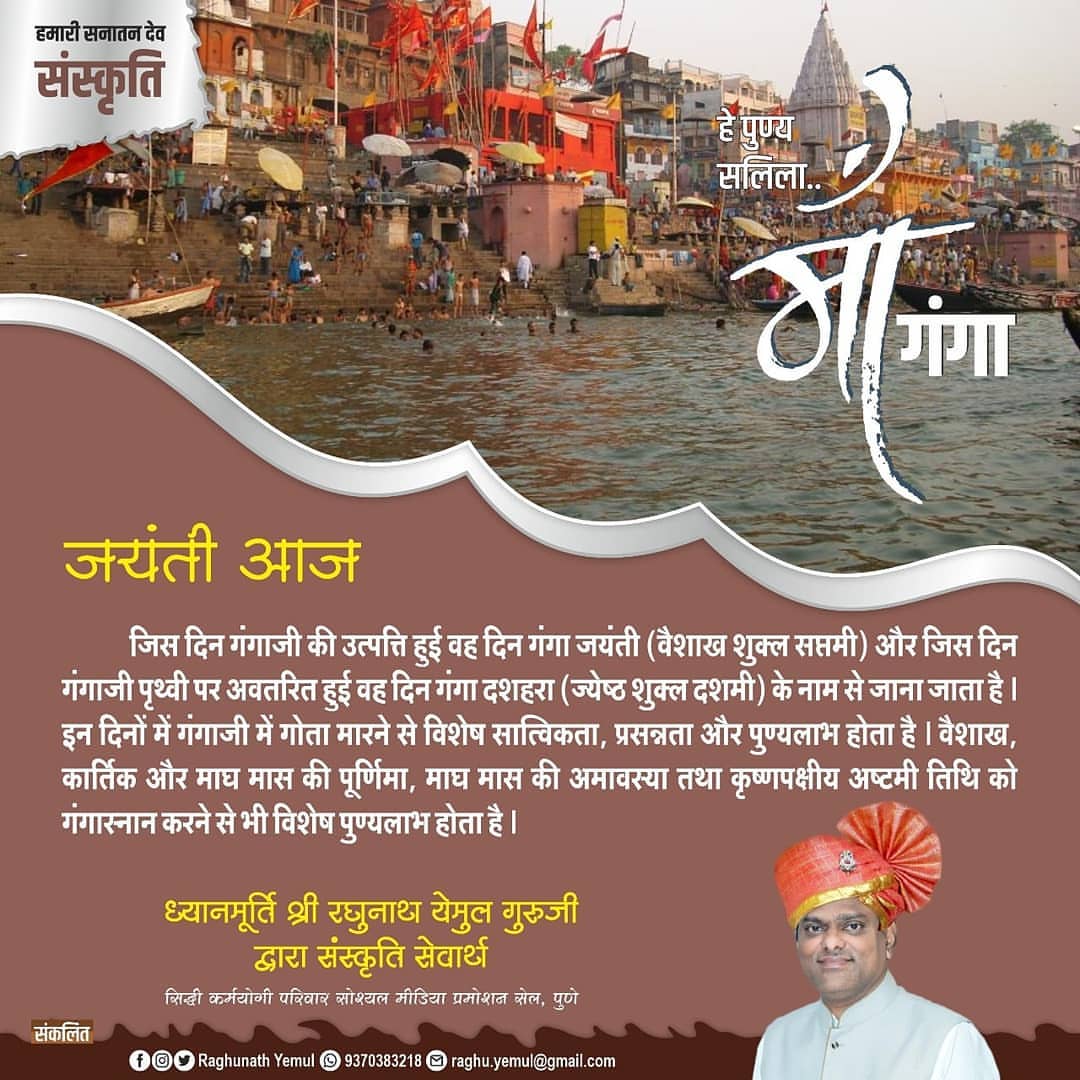 हमारी सनातन देव
संस्कृति
हे पुण्य
सलिला..
माँ गंगा
जयंती आज
जिस दिन गंगाजी की उत्पत्ति हुई वह दिन गंगा जयंती (वैशाख शुक्ल सप्तमी) और जिस दिन
गंगाजी पृथ्वी पर अवतरित हुई वह दिन गंगा दशहरा (ज्येष्ठ शुक्ल दशमी) के नाम से जाना जाता है |
इन दिनों में गंगाजी में गोता मारने से विशेष सात्विकता, प्रसन्नता और पुण्यलाभ होता है | वैशाख,
कार्तिक और माघ मास की पूर्णिमा, माघ मास की अमावस्या तथा कृष्णपक्षीय अष्टमी तिथि को
गंगास्नान करने से भी विशेष पुण्यलाभ होता है |
ध्यानमूर्ति श्री रघुनाथ येमुल गुरुजी
द्वारा संस्कृति सेवार्थ
सिद्धी कर्मयोगी परिवार सोश्यल मीडिया प्रमोशन सेल, पुणे
संकलित
Raghunath Yemul 9370383218 raghu.yemul@gmail.com